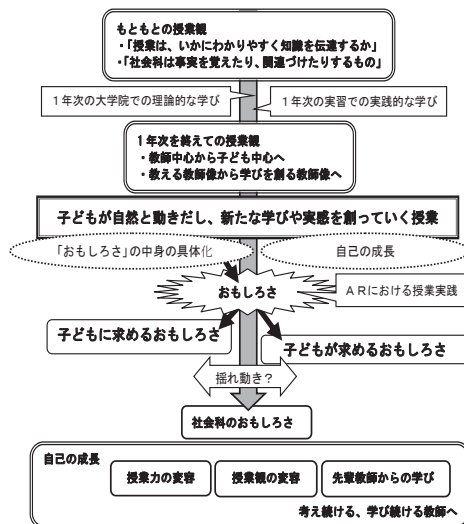 もともとの授業観
・「授業は、いかにわかりやすく知識を伝達するか」
・「社会科は事実を覚えたり、関連づけたりするもの」
1年次の大学院での理論的な学び
1年次の実習での実践的な学び
1年次を終えての授業観
・教師中心から子ども中心へ
・教える教師像から学びを創る教師像へ
子どもが自然と動きだし、新たな学びや実感を創っていく授業
「おもしろさ」の中身の具体化
自己の成長
おもしろさ
ARにおける授業実践
子どもに求めるおもしろさ
子どもが求めるおもしろさ
揺れ動き？
社会科のおもしろさ
自己の成長
授業力の変容
授業観の変容
先輩教師からの学び
考え続ける、学び続ける教師へ